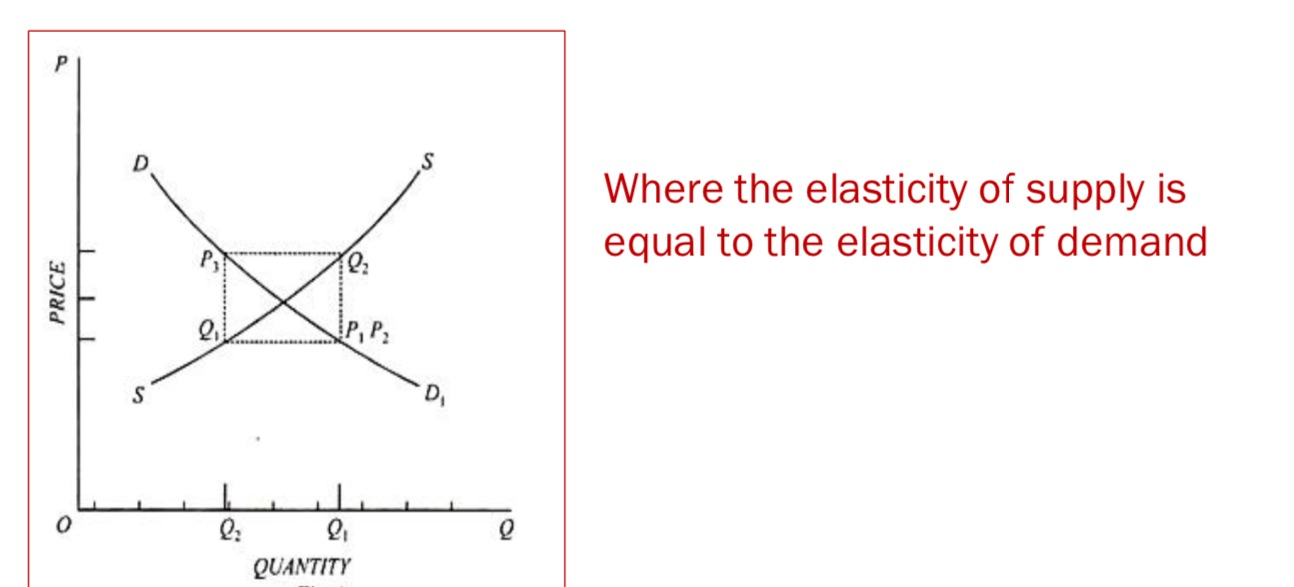 P
D
S
P₃
Q₂
PRICE
Q₁
P₁ P₂
S
D₁
O
Q₂
Q₁
Q
QUANTITY
Where the elasticity of supply is
equal to the elasticity of demand